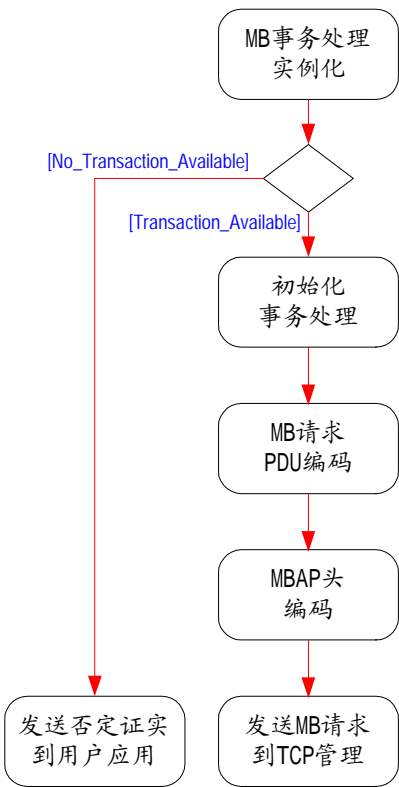 MB事务处理
实例化
[No_Transaction_Available]
[Transaction_Available]
初始化
事务处理
MB请求
PDU编码
MBAP头
编码
发送否定证实
到用户应用
发送MB请求
到TCP管理